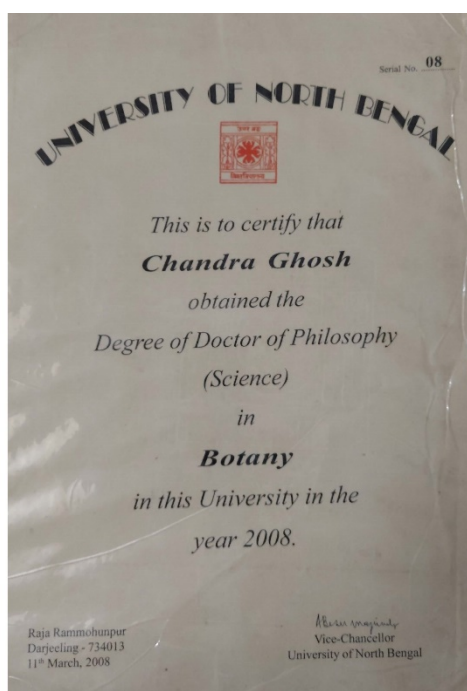 Serial No. 08
UNIVERSITY OF NORTH BENGAL
This is to certify that
Chandra Ghosh
obtained the
Degree of Doctor of Philosophy
(Science)
in
Botany
in this University in the
year 2008.
Raja Rammohunpur
Darjeeling - 734013
11th March, 2008
Vice-Chancellor
University of North Bengal